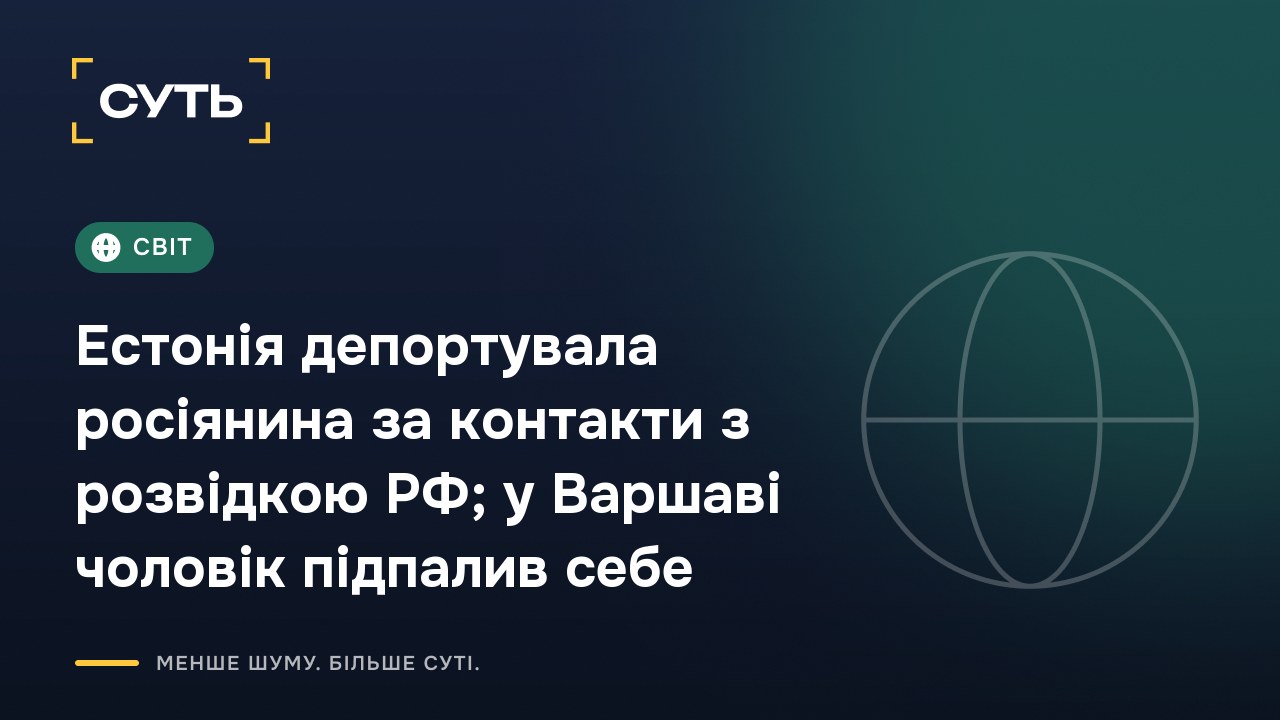 СУТЬ
СВІТ
Естонія депортувала
росіянина за контакти з
розвідкою РФ; у Варшаві
чоловік підпалив себе
МЕНШЕ ШУМУ. БІЛЬШЕ СУТІ.